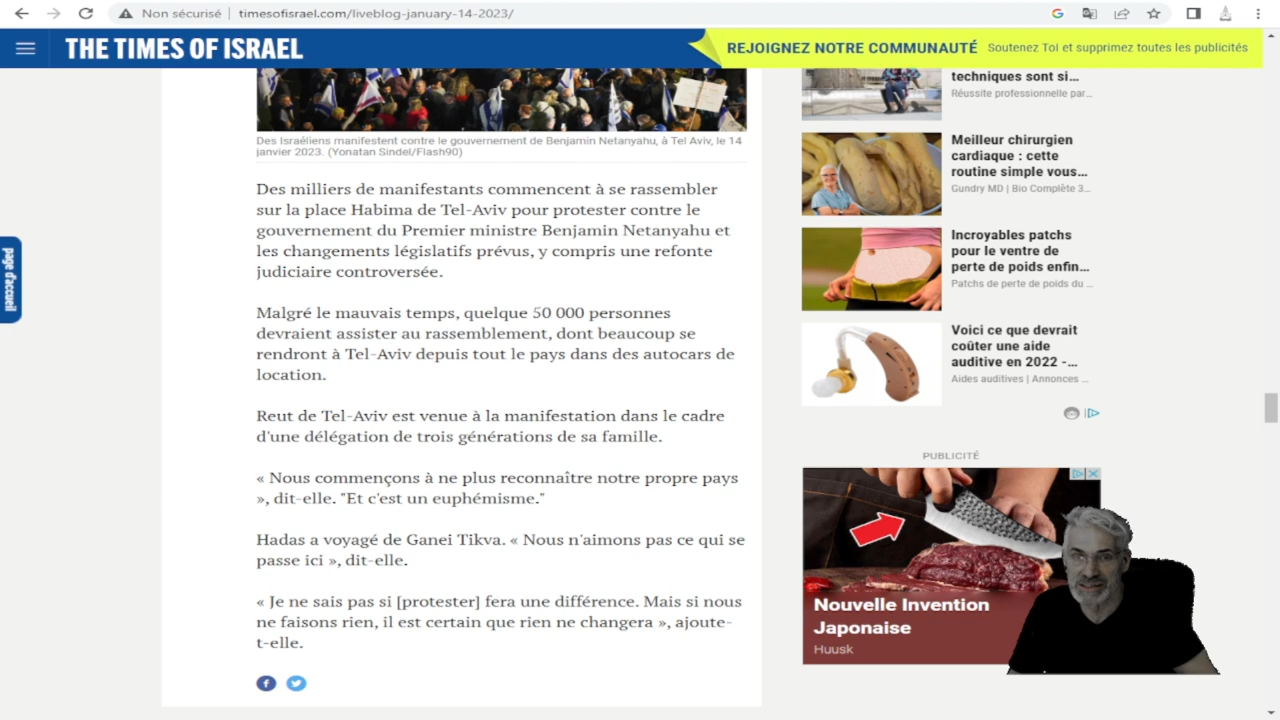 Non sécurisé
timesofisrael.com/liveblog-january-14-2023/
THE TIMES OF ISRAEL
REJOIGNEZ NOTRE COMMUNAUTÉ Soutenez ToI et supprimez toutes les publicités
page d'accueil
Des Israéliens manifestent contre le gouvernement de Benjamin Netanyahu, à Tel Aviv, le 14
janvier 2023. (Yonatan Sindel/Flash90)
Des milliers de manifestants commencent à se rassembler
sur la place Habima de Tel-Aviv pour protester contre le
gouvernement du Premier ministre Benjamin Netanyahu et
les changements législatifs prévus, y compris une refonte
judiciaire controversée.
Malgré le mauvais temps, quelque 50 000 personnes
devraient assister au rassemblement, dont beaucoup se
rendront à Tel-Aviv depuis tout le pays dans des autocars de
location.
Reut de Tel-Aviv est venue à la manifestation dans le cadre
d'une délégation de trois générations de sa famille.
« Nous commençons à ne plus reconnaître notre propre pays
», dit-elle. "Et c'est un euphémisme."
Hadas a voyagé de Ganei Tikva. « Nous n'aimons pas ce qui se
passe ici », dit-elle.
« Je ne sais pas si [protester] fera une différence. Mais si nous
ne faisons rien, il est certain que rien ne changera », ajoute-
t-elle.
techniques sont si...
Réussite professionnelle par...
Meilleur chirurgien
cardiaque : cette
routine simple vous...
Gundry MD | Bio Complète 3...
Incroyables patchs
pour le ventre de
perte de poids enfin...
Patchs de perte de poids du ...
Voici ce que devrait
coûter une aide
auditive en 2022 -...
Aides auditives | Annonces ...
PUBLICITÉ
Nouvelle Invention
Japonaise
Huusk